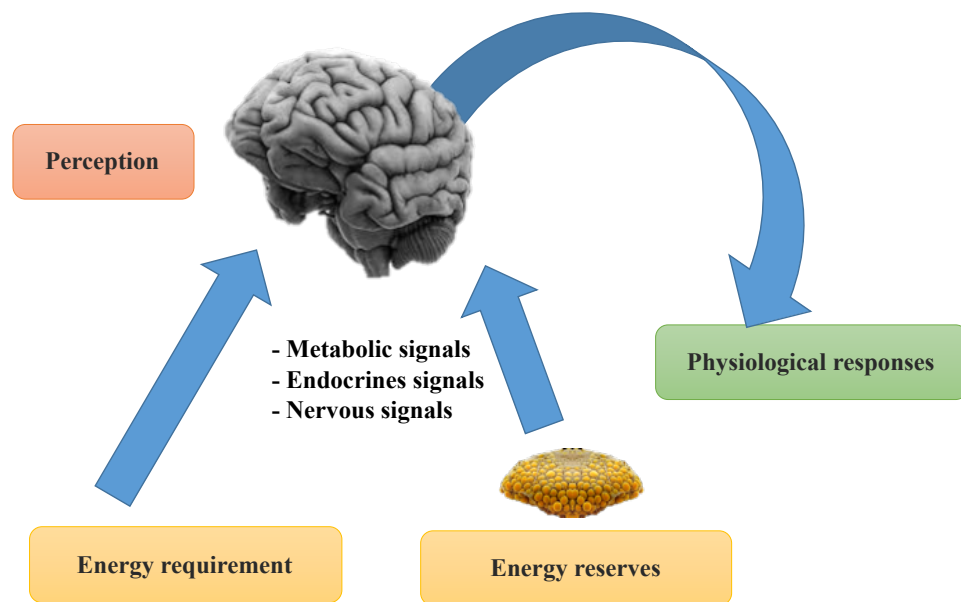 Perception
- Metabolic signals
- Endocrines signals
- Nervous signals
Physiological responses
Energy requirement
Energy reserves